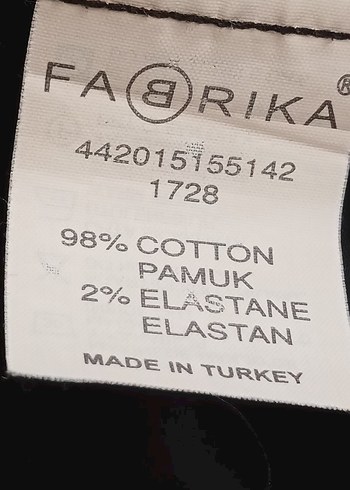 FABRIKA®
442015155142
1728
98% COTTON
PAMUK
2% ELASTANE
ELASTAN
MADE IN TURKEY